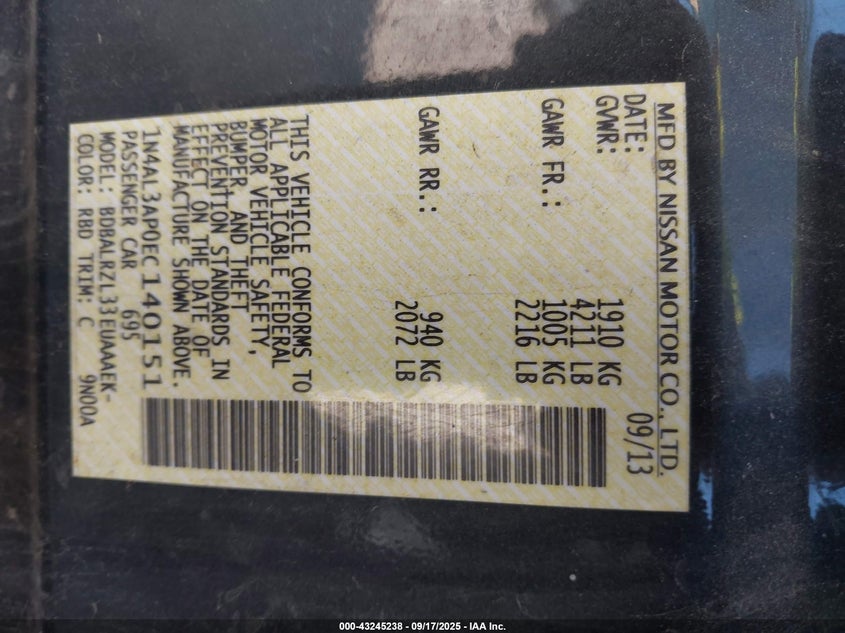 MFD BY NISSAN MOTOR CO., LTD.
DATE: 09/13
GVWR: 1910 KG
4211 LB
GAWR FR.: 1005 KG
2216 LB
GAWR RR.: 940 KG
2072 LB
THIS VEHICLE CONFORMS TO
ALL APPLICABLE FEDERAL
MOTOR VEHICLE SAFETY,
BUMPER, AND THEFT
PREVENTION STANDARDS IN
EFFECT ON THE DATE OF
MANUFACTURE SHOWN ABOVE.
1N4AL3AP0EC140151
PASSENGER CAR 695
MODEL: BDBALRZL33EUAAAEK-
COLOR: RBD TRIM: C 9N00A
000-43245238 - 09/17/2025 - IAA Inc.